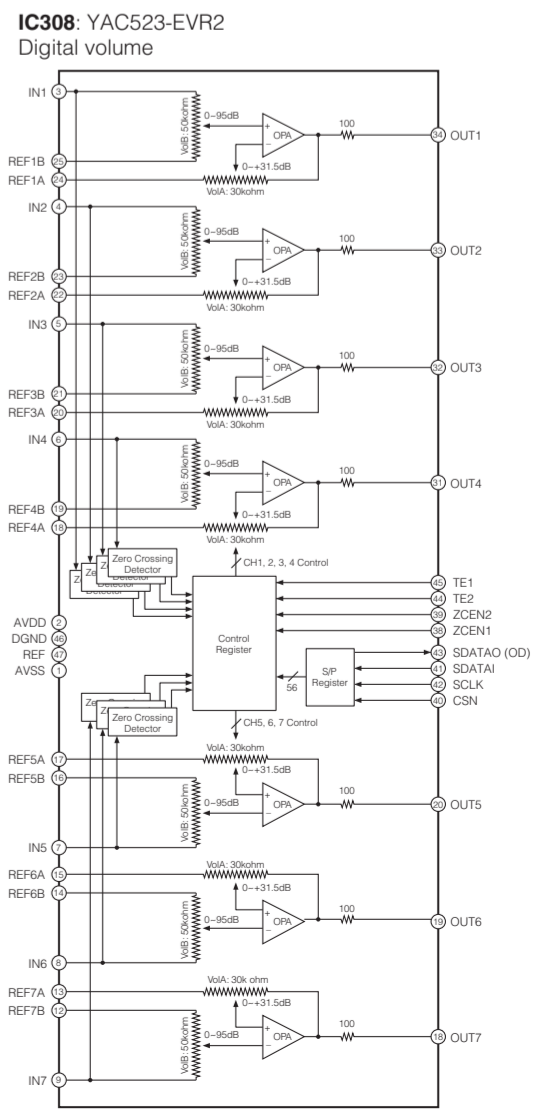 IC308: YAC523-EVR2
Digital volume
IN1 3
VolB: 50kohm
0~95dB
+
−
OPA
100
34 OUT1
REF1B 25
0~+31.5dB
REF1A 24
VolA: 30kohm
IN2 4
VolB: 50kohm
0~95dB
+
−
OPA
100
33 OUT2
REF2B 23
0~+31.5dB
REF2A 22
VolA: 30kohm
IN3 5
VolB: 50kohm
0~95dB
+
−
OPA
100
32 OUT3
REF3B 21
0~+31.5dB
REF3A 20
VolA: 30kohm
IN4 6
VolB: 50kohm
0~95dB
+
−
OPA
100
31 OUT4
REF4B 19
0~+31.5dB
REF4A 18
VolA: 30kohm
CH1, 2, 3, 4 Control
Zero Crossing
Detector
AVDD 2
DGND 46
REF 47
AVSS 1
Control
Register
45 TE1
44 TE2
39 ZCEN2
38 ZCEN1
43 SDATAO (OD)
41 SDATAI
42 SCLK
40 CSN
S/P
Register
56
Zero Crossing
Detector
CH5, 6, 7 Control
REF5A 17
VolA: 30kohm
0~+31.5dB
REF5B 16
VolB: 50kohm
0~95dB
+
−
OPA
100
20 OUT5
IN5 7
REF6A 15
VolA: 30kohm
0~+31.5dB
REF6B 14
VolB: 50kohm
0~95dB
+
−
OPA
100
19 OUT6
IN6 8
REF7A 13
VolA: 30k ohm
0~+31.5dB
REF7B 12
VolB: 50kohm
0~95dB
+
−
OPA
100
18 OUT7
IN7 9